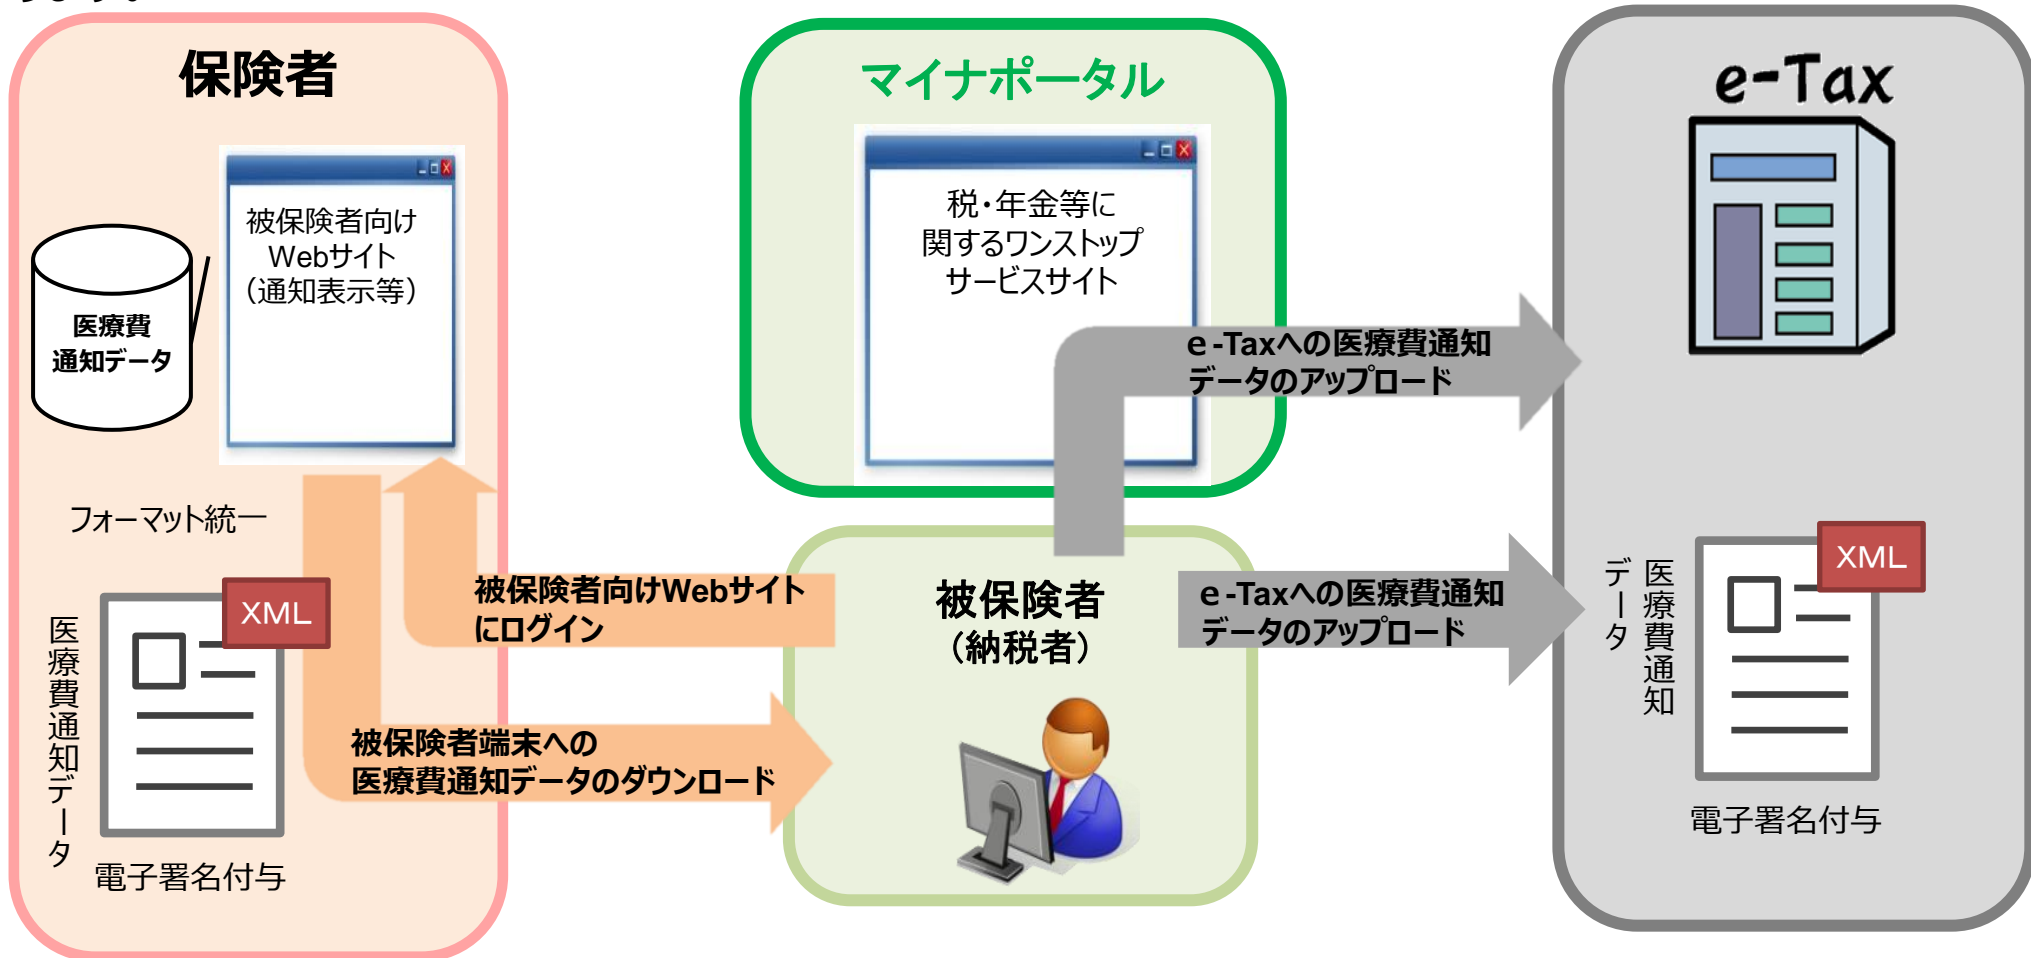 保険者
被保険者向け
Webサイト
（通知表示等）
医療費
通知データ
フォーマット統一
XML
医療費通知データ
電子署名付与
被保険者向けWebサイト
にログイン
被保険者端末への
医療費通知データのダウンロード
マイナポータル
税・年金等に
関するワンストップ
サービスサイト
e-Taxへの医療費通知
データのアップロード
被保険者
（納税者）
e-Taxへの医療費通知
データのアップロード
e-Tax
XML
医療費通知
データ
電子署名付与